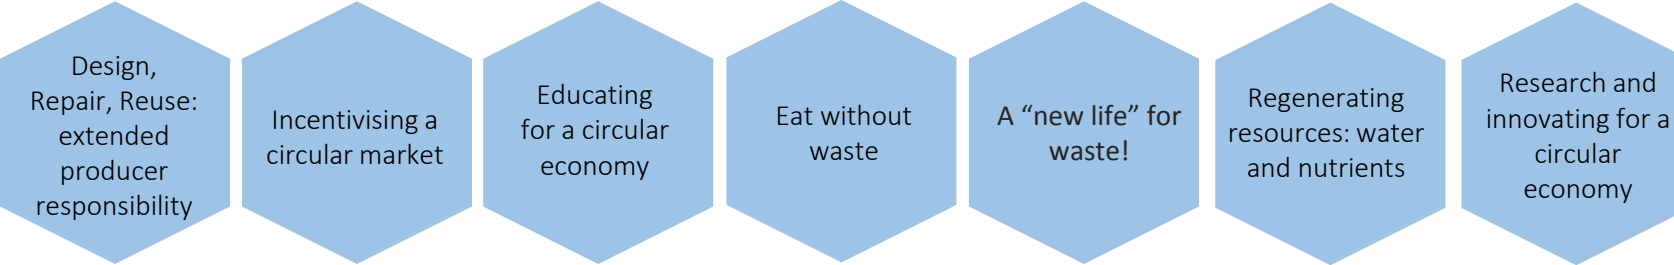 Design,
Repair, Reuse:
extended
producer
responsibility
Incentivising a
circular market
Educating
for a circular
economy
Eat without
waste
A “new life” for
waste!
Regenerating
resources: water
and nutrients
Research and
innovating for a
circular
economy